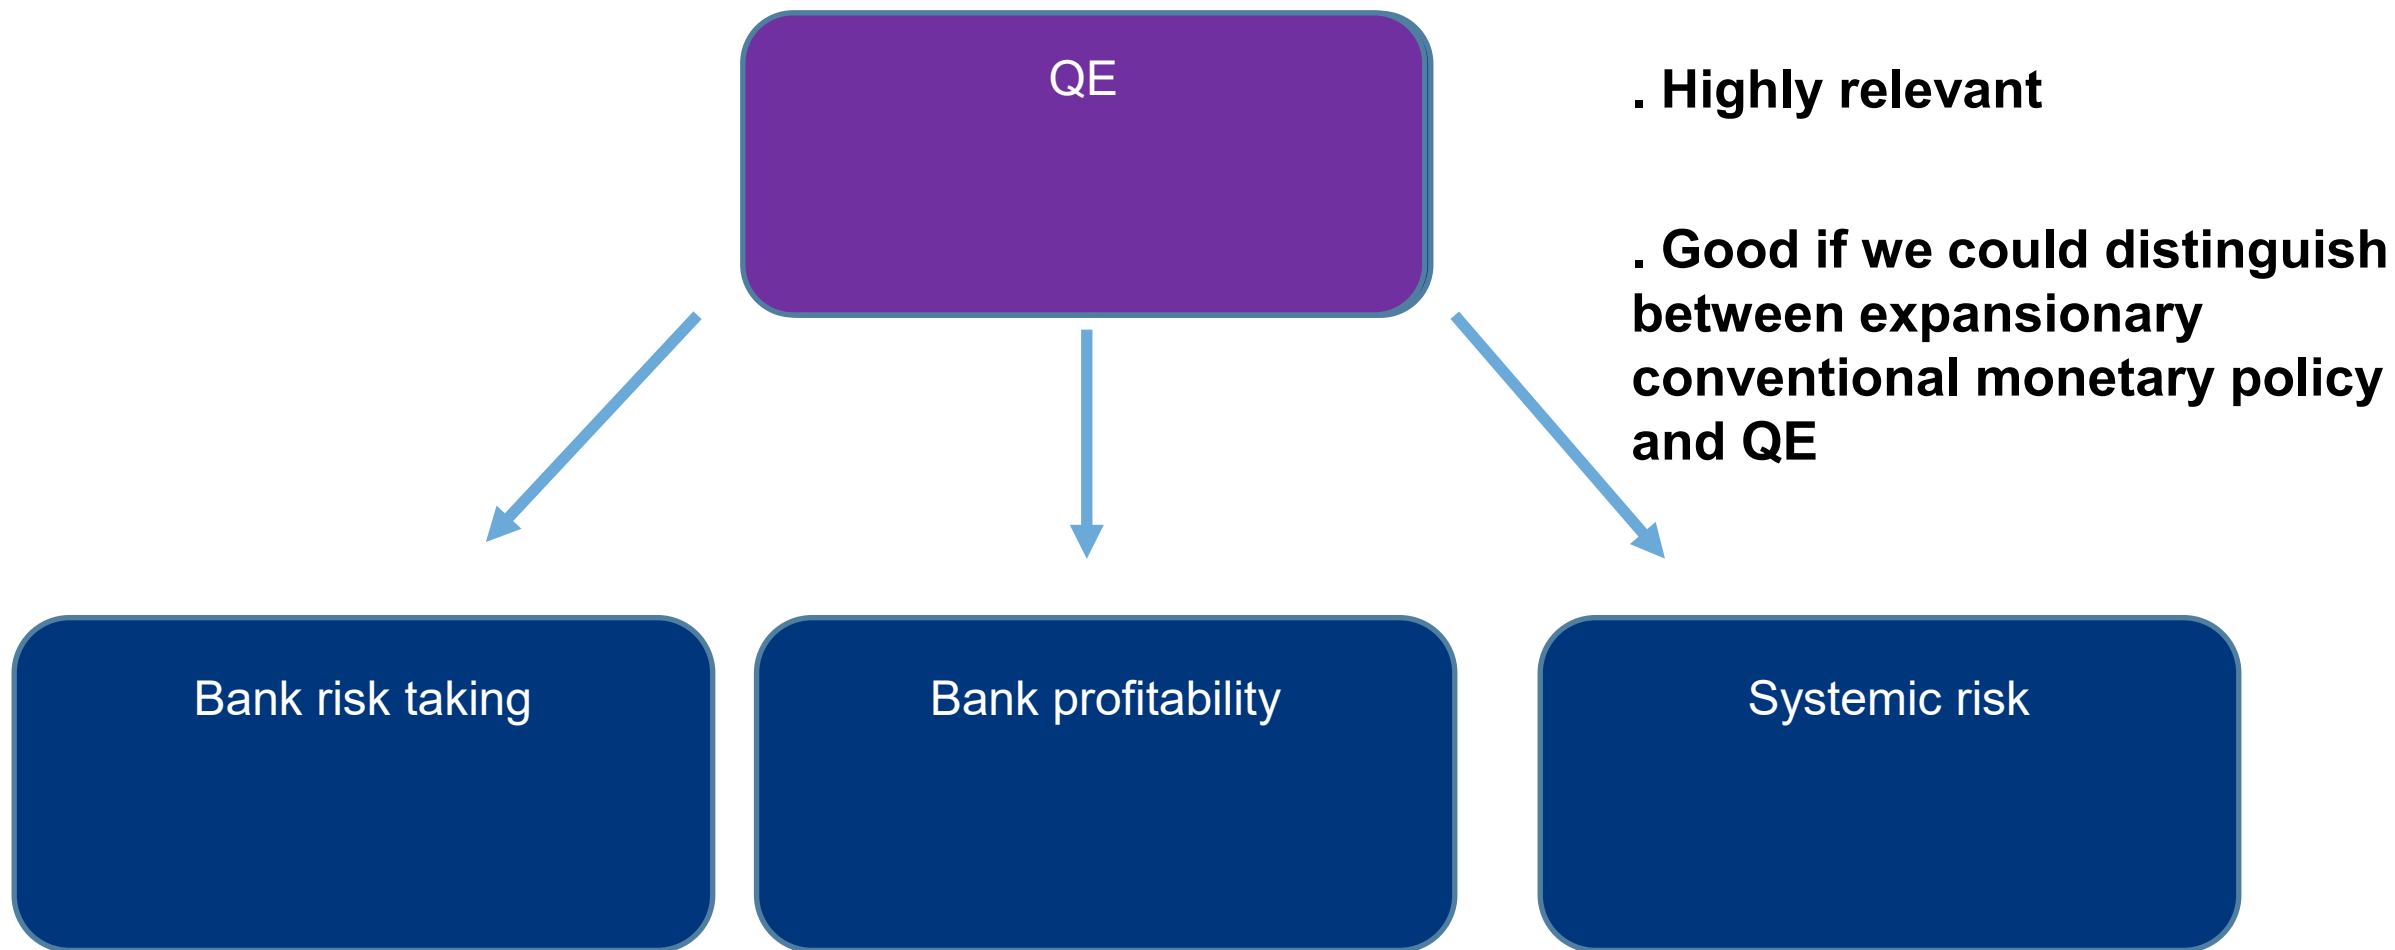 QE
. Highly relevant
. Good if we could distinguish
between expansionary
conventional monetary policy
and QE
Bank risk taking
Bank profitability
Systemic risk